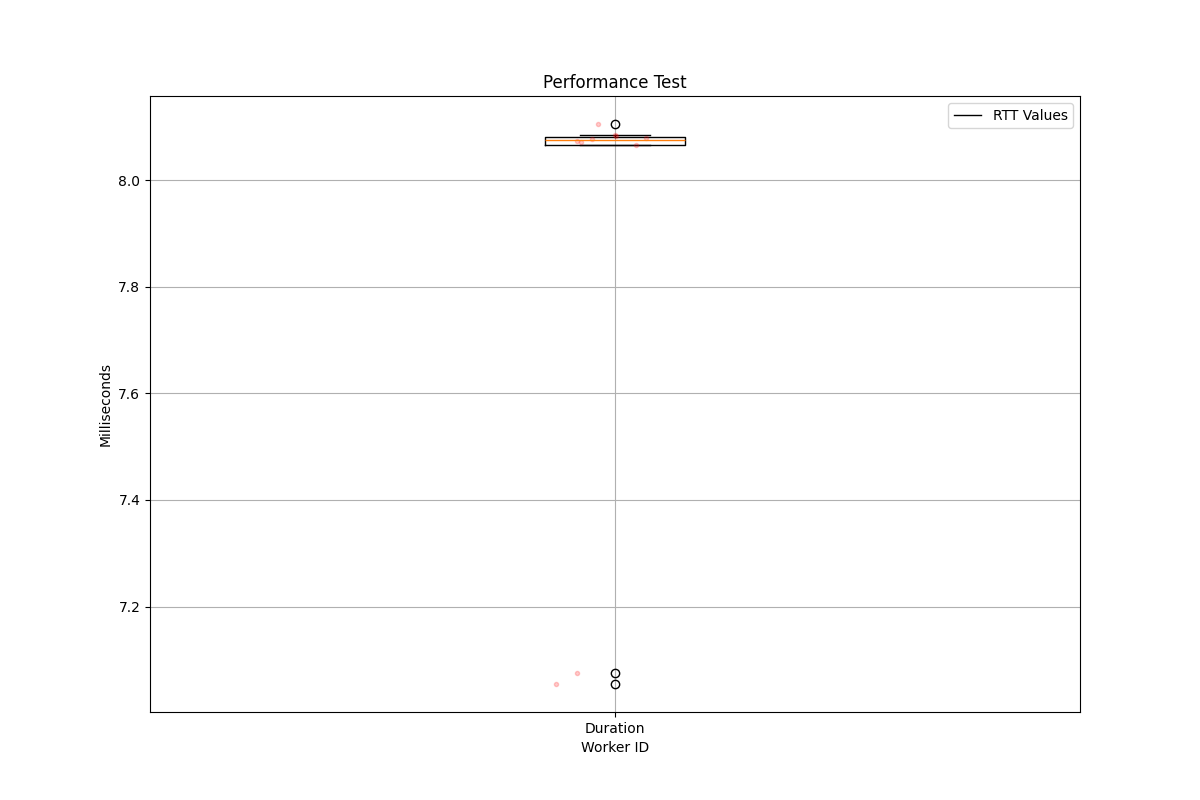 Performance Test
RTT Values
8.0
7.8
7.6
7.4
7.2
Milliseconds
Duration
Worker ID